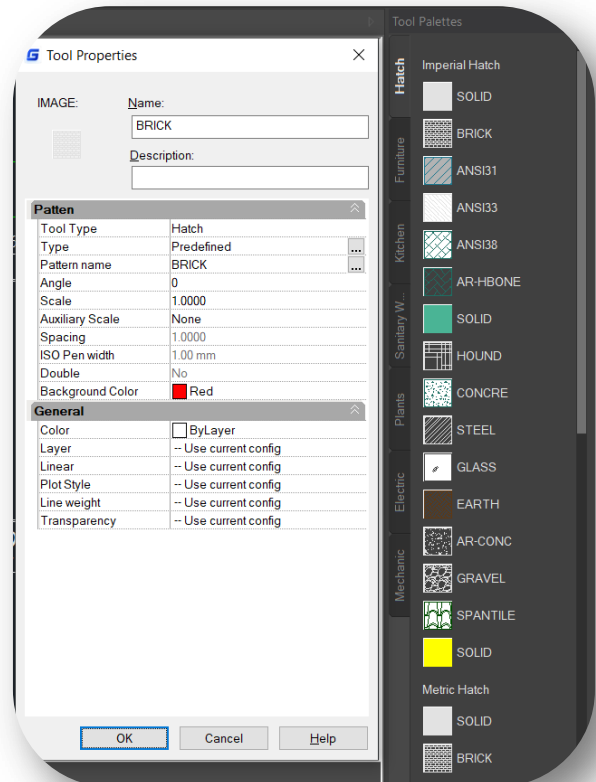 Tool Properties
IMAGE:
Name:
BRICK
Description:
Patten
Tool Type Hatch
Type Predefined ...
Pattern name BRICK ...
Angle 0
Scale 1.0000
Auxiliary Scale None
Spacing 1.0000
ISO Pen width 1.00 mm
Double No
Background Color Red
General
Color ByLayer
Layer -- Use current config
Linear -- Use current config
Plot Style -- Use current config
Line weight -- Use current config
Transparency -- Use current config
OK Cancel Help
Tool Palettes
Hatch
Furniture
Kitchen
Sanitary W...
Plants
Electric
Mechanic
Imperial Hatch
SOLID
BRICK
ANSI31
ANSI33
ANSI38
AR-HBONE
SOLID
HOUND
CONCRE
STEEL
GLASS
EARTH
AR-CONC
GRAVEL
SPANTILE
SOLID
Metric Hatch
SOLID
BRICK